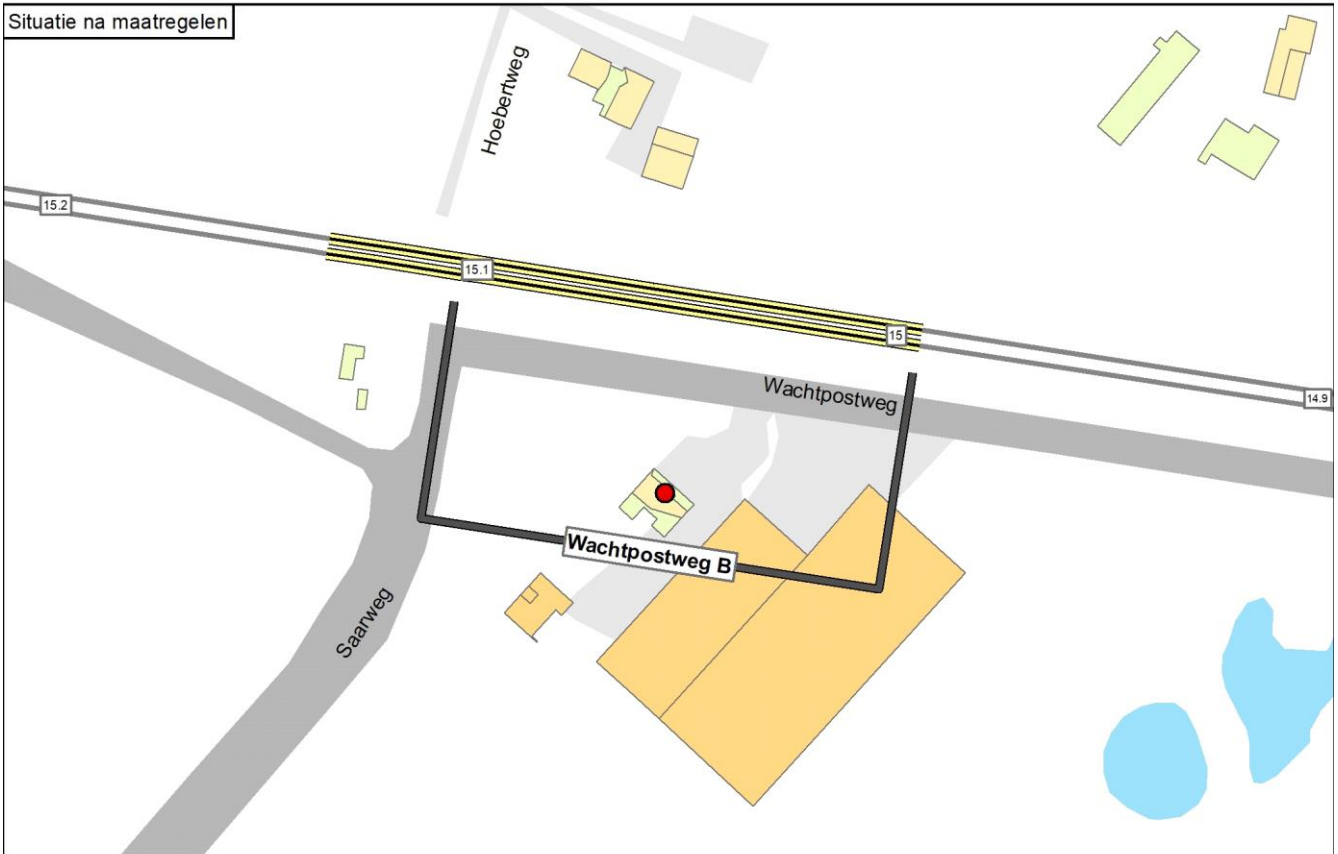 Situatie na maatregelen
Hoebertweg
15.2
15.1
15
14.9
Wachtpostweg
Wachtpostweg B
Saarweg